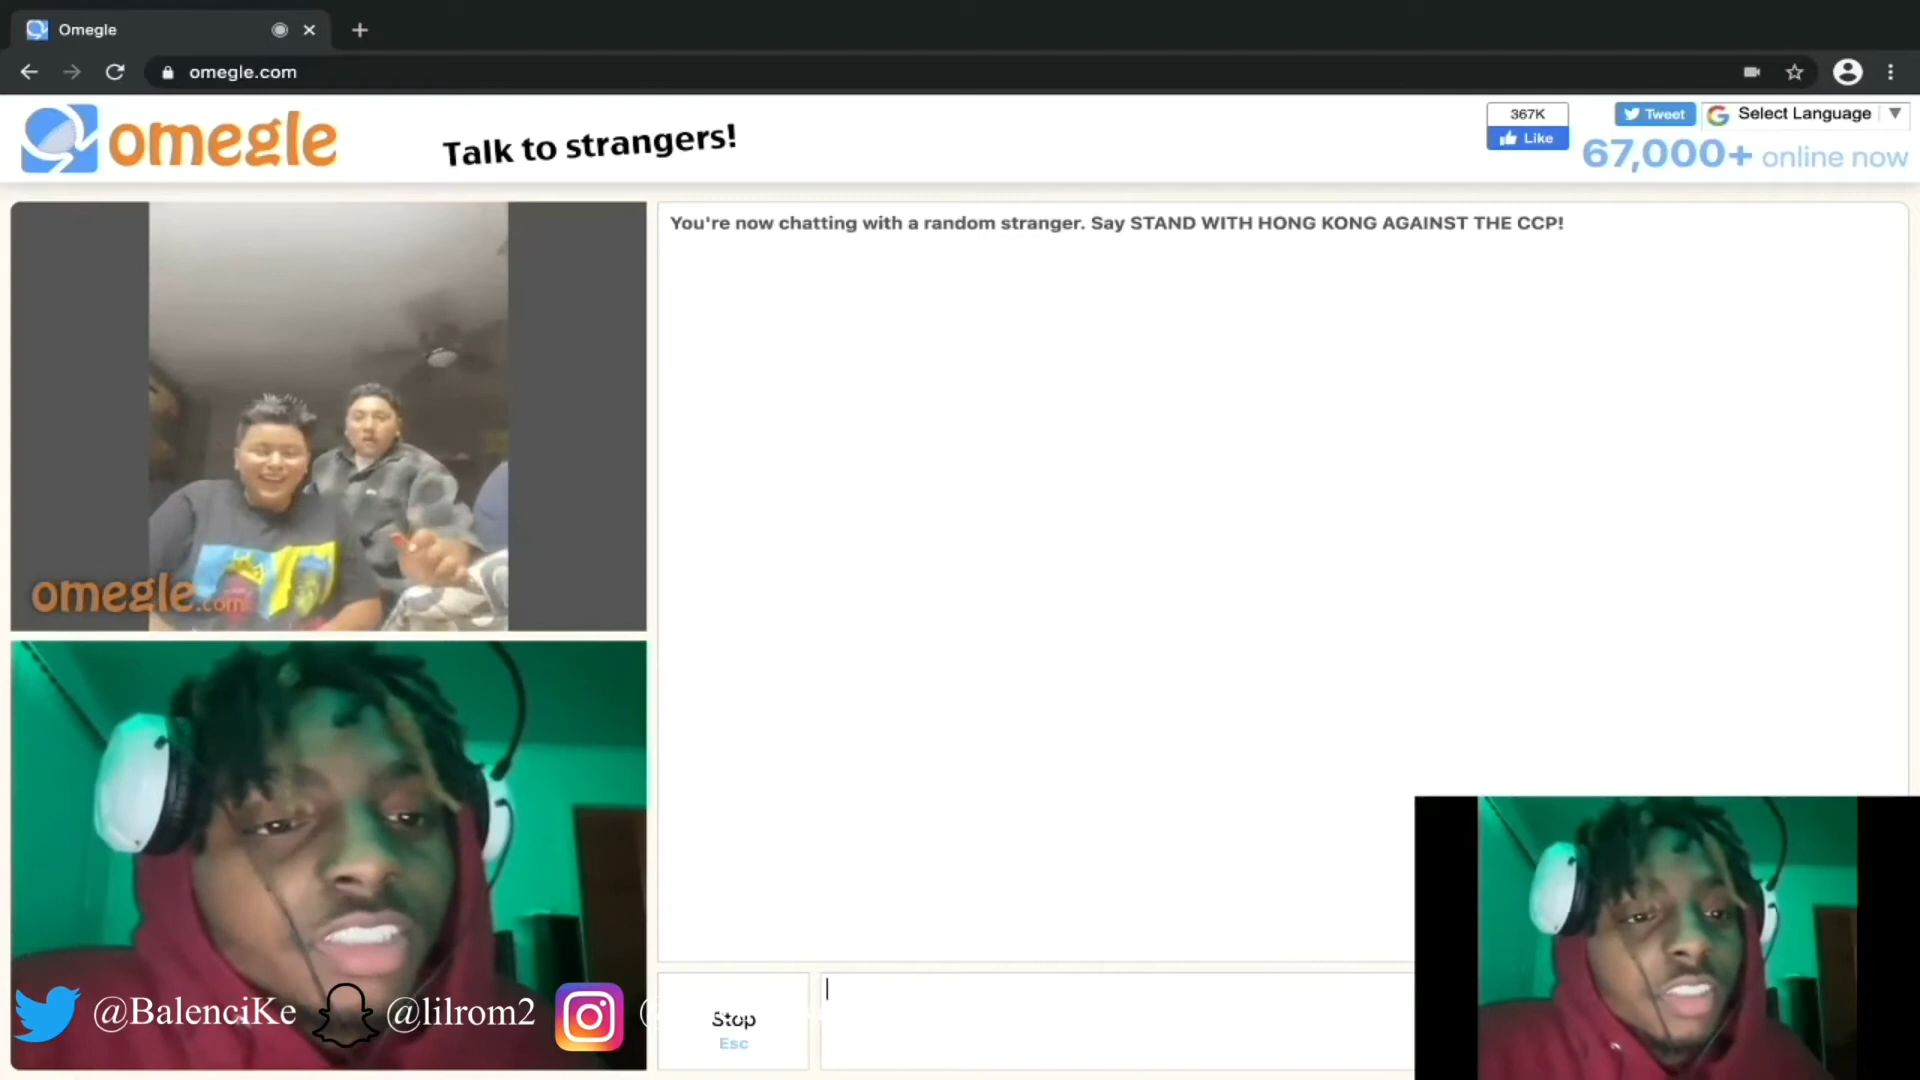 Omegle
omegle.com
omegle
Talk to strangers!
367K
Like
Tweet
Select Language
67,000+ online now
You're now chatting with a random stranger. Say STAND WITH HONG KONG AGAINST THE CCP!
omegle.com
@BalenciKe
@lilrom2
Stop
Esc